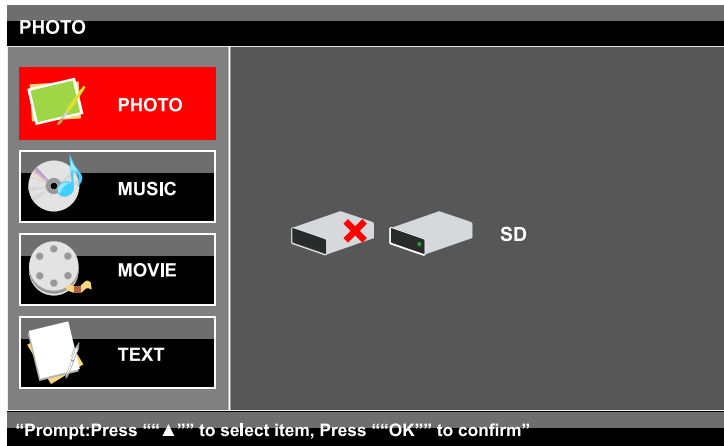 PHOTO
PHOTO
MUSIC
MOVIE
TEXT
SD
“Prompt:Press ““▲”” to select item, Press ““OK”” to confirm”